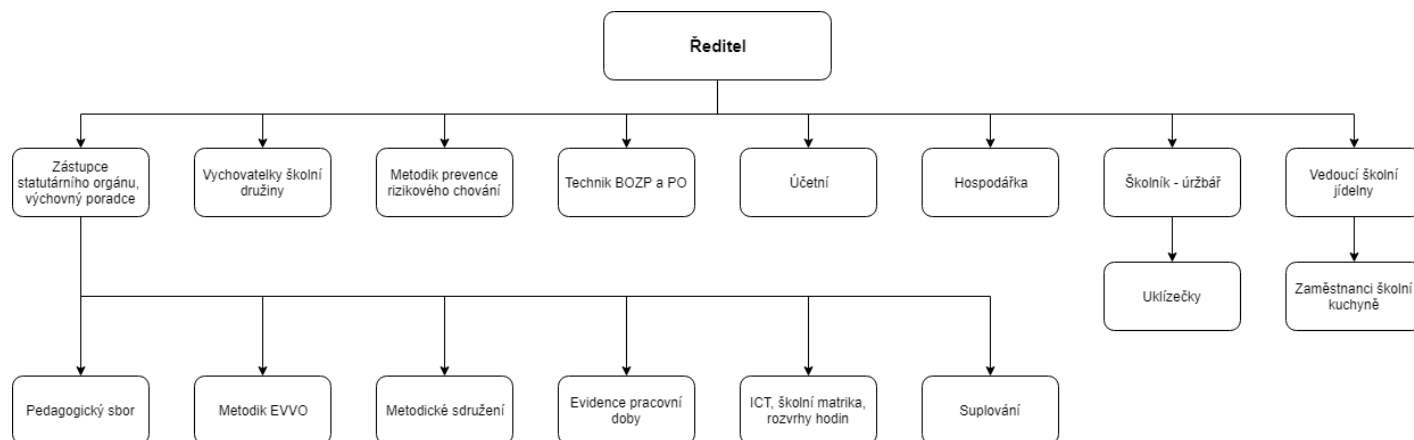 Ředitel
Zástupce
statutárního orgánu,
výchovný poradce
Vychovatelky školní
družiny
Metodik prevence
rizikového chování
Technik BOZP a PO
Účetní
Hospodářka
Školník - úržbář
Vedoucí školní
jídelny
Uklízečky
Zaměstnanci školní
kuchyně
Pedagogický sbor
Metodik EVVO
Metodické sdružení
Evidence pracovní
doby
ICT, školní matrika,
rozvrhy hodin
Suplování